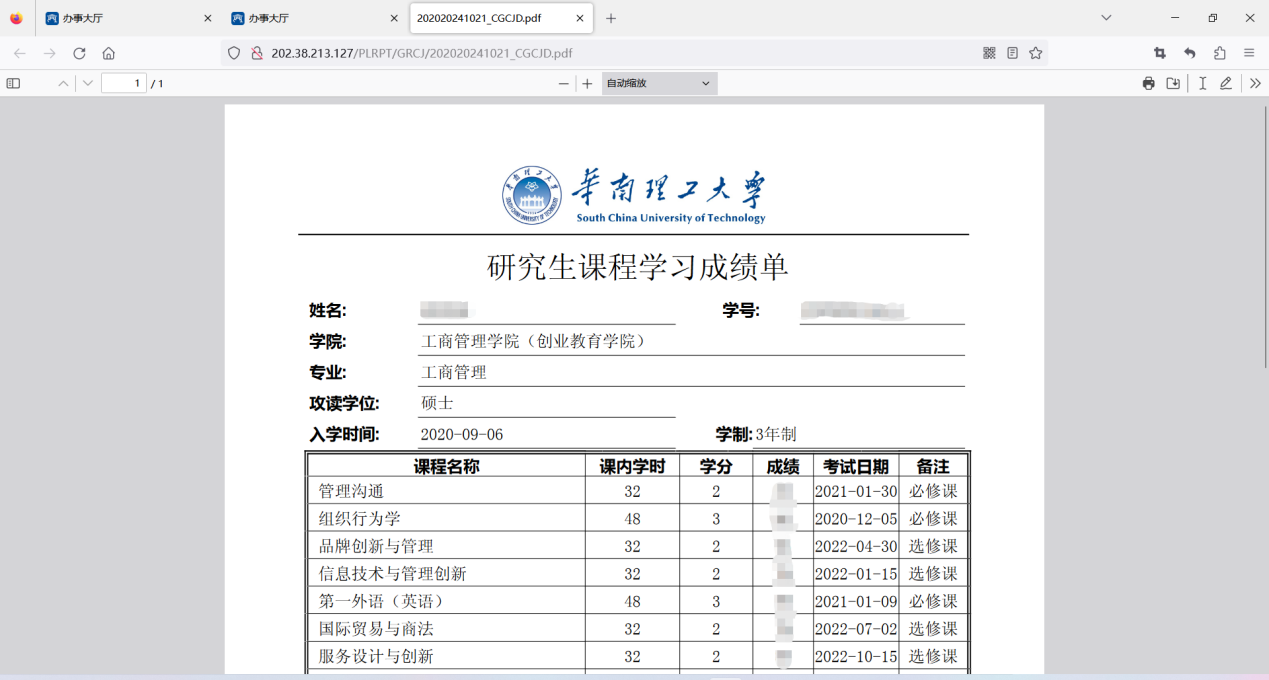 办事大厅
办事大厅
202020241021_CGCJD.pdf
202.38.213.127/PLRPT/GRCJ/202020241021_CGCJD.pdf
1 / 1
自动缩放
华南理工大学
South China University of Technology
研究生课程学习成绩单
姓名: 学号:
学院: 工商管理学院（创业教育学院）
专业: 工商管理
攻读学位: 硕士
入学时间: 2020-09-06 学制: 3年制
课程名称 课内学时 学分 成绩 考试日期 备注
管理沟通 32 2 2021-01-30 必修课
组织行为学 48 3 2020-12-05 必修课
品牌创新与管理 32 2 2022-04-30 选修课
信息技术与管理创新 32 2 2022-01-15 选修课
第一外语（英语） 48 3 2021-01-09 必修课
国际贸易与商法 32 2 2022-07-02 选修课
服务设计与创新 32 2 2022-10-15 选修课